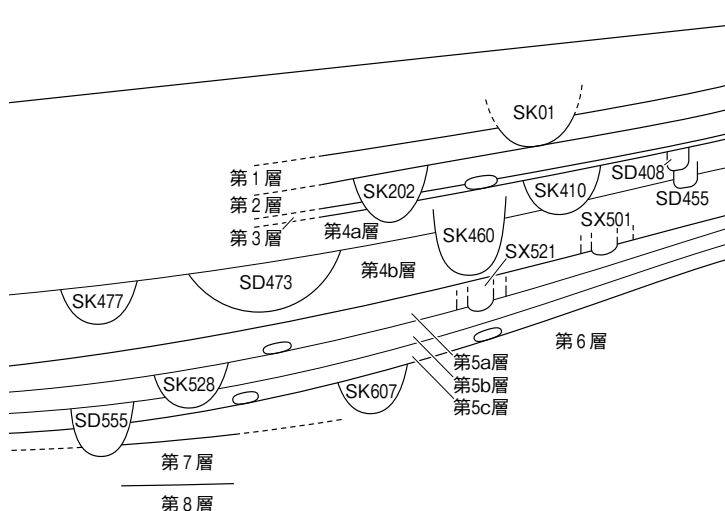 SK01
第1層
SK202
SD408
第2層
SK410
SD455
第3層
第4a層
SK460
SX501
第4b層
SX521
SD473
SK477
第6層
第5a層
SK528
第5b層
SK607
第5c層
SD555
第7層
第8層